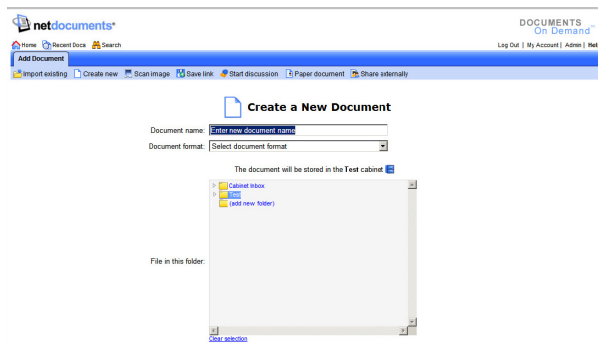 netdocuments*
DOCUMENTS
On Demand™
Home Recent Docs Search
Log Out | My Account | Admin | Hel
Add Document
Import existing Create new Scan image Save link Start discussion Paper document Share externally
Create a New Document
Document name: Enter new document name
Document format: Select document format
The document will be stored in the Test cabinet
Cabinet Inbox
Test
(add new folder)
File in this folder:
Clear selection